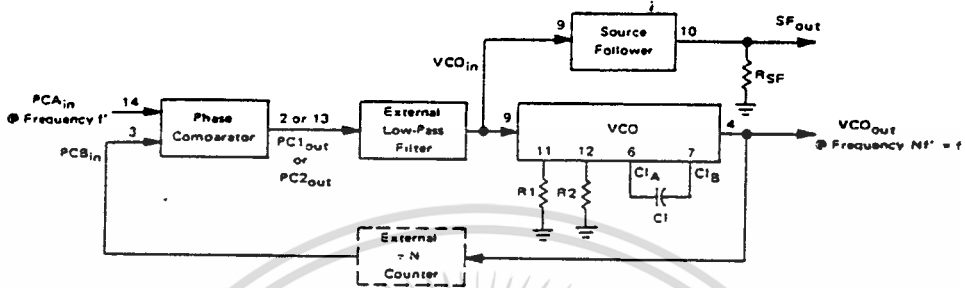 9
Source
Follower
10
SFout
VCOin
RSF
PCAin
@ Frequency f'
14
3
PCBin
Phase
Comparator
2 or 13
PC1out
or
PC2out
External
Low-Pass
Filter
9
VCO
4
VCOout
@ Frequency Nf' = f
11
12
6
7
R1
R2
C1A
C1B
C1
External
÷ N
Counter